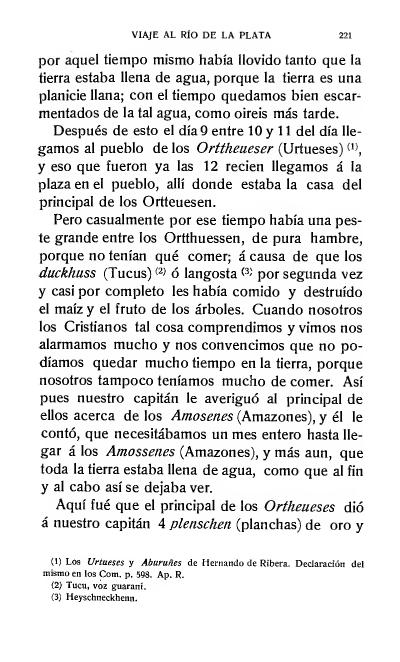 VIAJE AL RÍO DE LA PLATA 221
por aquel tiempo mismo había llovido tanto que la
tierra estaba llena de agua, porque la tierra es una
planicie llana; con el tiempo quedamos bien escar-
mentados de la tal agua, como oireis más tarde.
Después de esto el día 9 entre 10 y 11 del día lle-
gamos al pueblo de los Orttheueser (Urtueses) (1),
y eso que fueron ya las 12 recien llegamos á la
plaza en el pueblo, allí donde estaba la casa del
principal de los Ortteuesen.
Pero casualmente por ese tiempo había una pes-
te grande entre los Ortthuessen, de pura hambre,
porque no tenían qué comer; á causa de que los
duckhuss (Tucus) (2) ó langosta (3) por segunda vez
y casi por completo les había comido y destruído
el maíz y el fruto de los árboles. Cuando nosotros
los Cristianos tal cosa comprendimos y vimos nos
alarmamos mucho y nos convencimos que no po-
díamos quedar mucho tiempo en la tierra, porque
nosotros tampoco teníamos mucho de comer. Así
pues nuestro capitán le averiguó al principal de
ellos acerca de los Amosenes (Amazones), y él le
contó, que necesitábamos un mes entero hasta lle-
gar á los Amossenes (Amazones), y más aun, que
toda la tierra estaba llena de agua, como que al fin
y al cabo así se dejaba ver.
Aquí fué que el principal de los Ortheueses dió
á nuestro capitán 4 plenschen (planchas) de oro y
(1) Los Urtueses y Aburuñes de Hernando de Ribera. Declaración del
mismo en los Com. p. 598. Ap. R.
(2) Tucu, vóz guaraní.
(3) Heyschneckhenn.